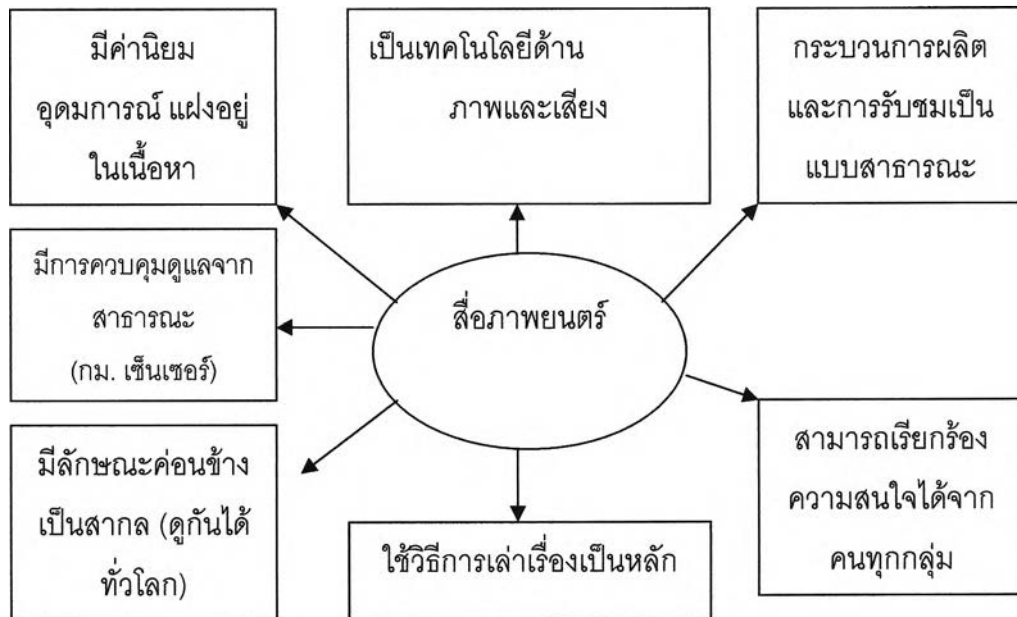 มีค่านิยม
อุดมการณ์ แฝงอยู่
ในเนื้อหา
เป็นเทคโนโลยีด้าน
ภาพและเสียง
กระบวนการผลิต
และการรับชมเป็น
แบบสาธารณะ
มีการควบคุมดูแลจาก
สาธารณะ
(กม. เซ็นเซอร์)
สื่อภาพยนตร์
มีลักษณะค่อนข้าง
เป็นสากล (ดูกันได้
ทั่วโลก)
ใช้วิธีการเล่าเรื่องเป็นหลัก
สามารถเรียกร้อง
ความสนใจได้จาก
คนทุกกลุ่ม